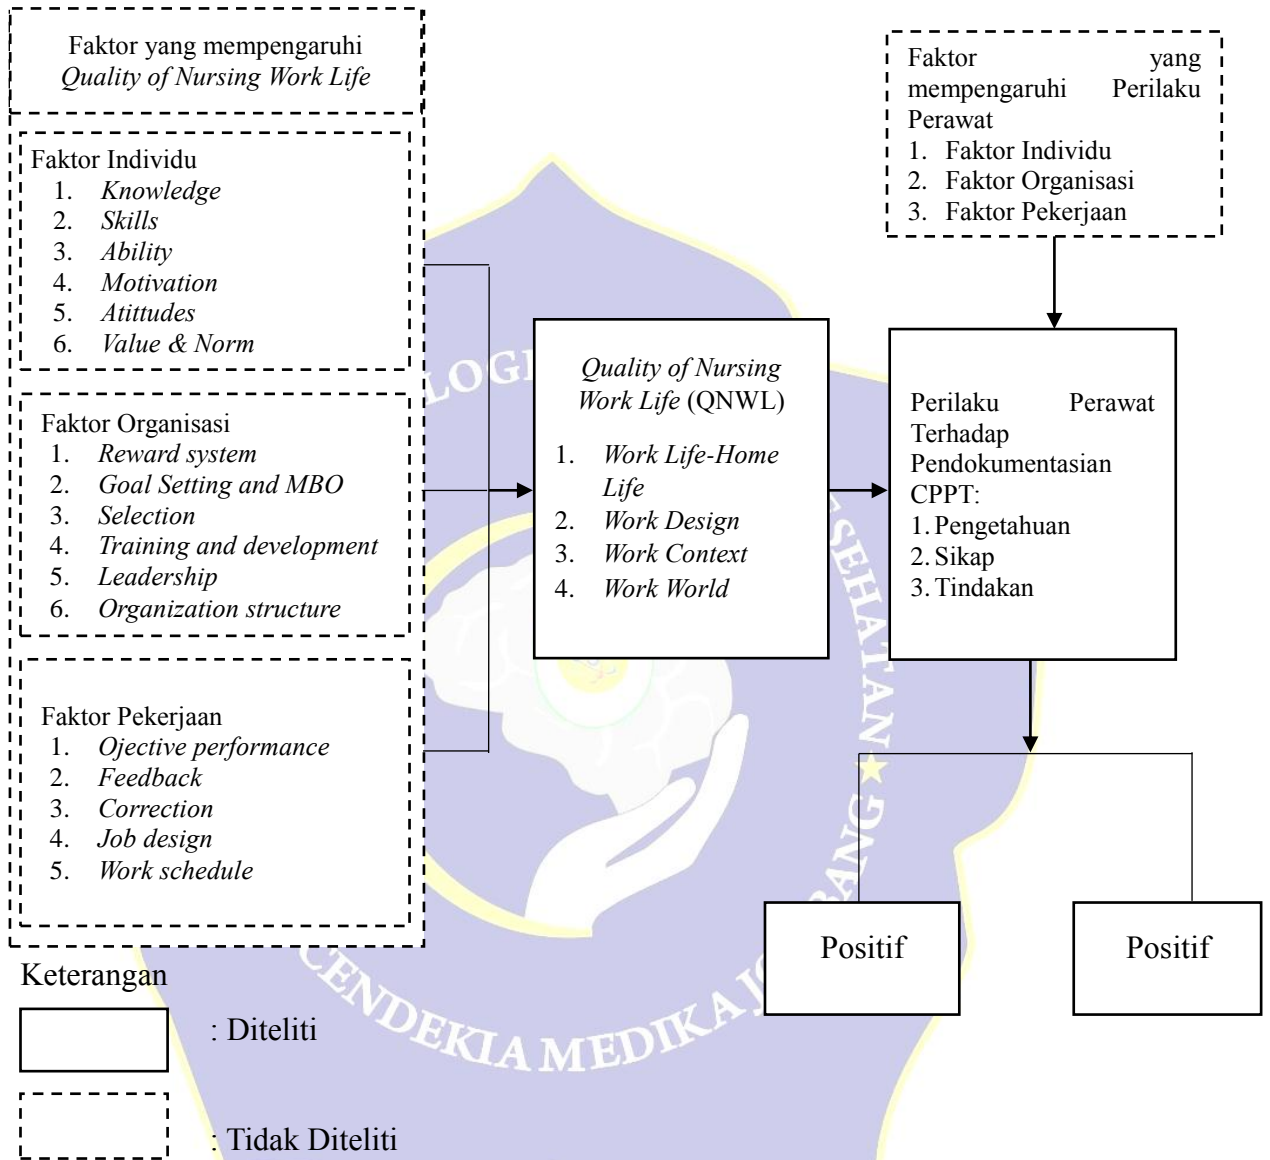 Faktor yang mempengaruhi
Quality of Nursing Work Life
Faktor Individu
1. Knowledge
2. Skills
3. Ability
4. Motivation
5. Atittudes
6. Value & Norm
Faktor Organisasi
1. Reward system
2. Goal Setting and MBO
3. Selection
4. Training and development
5. Leadership
6. Organization structure
Faktor Pekerjaan
1. Ojective performance
2. Feedback
3. Correction
4. Job design
5. Work schedule
Quality of Nursing
Work Life (QNWL)
1. Work Life-Home
Life
2. Work Design
3. Work Context
4. Work World
Faktor yang
mempengaruhi Perilaku
Perawat
1. Faktor Individu
2. Faktor Organisasi
3. Faktor Pekerjaan
Perilaku Perawat
Terhadap
Pendokumentasian
CPPT:
1. Pengetahuan
2. Sikap
3. Tindakan
Positif
Positif
Keterangan
: Diteliti
: Tidak Diteliti
CENDEKIA MEDIKA